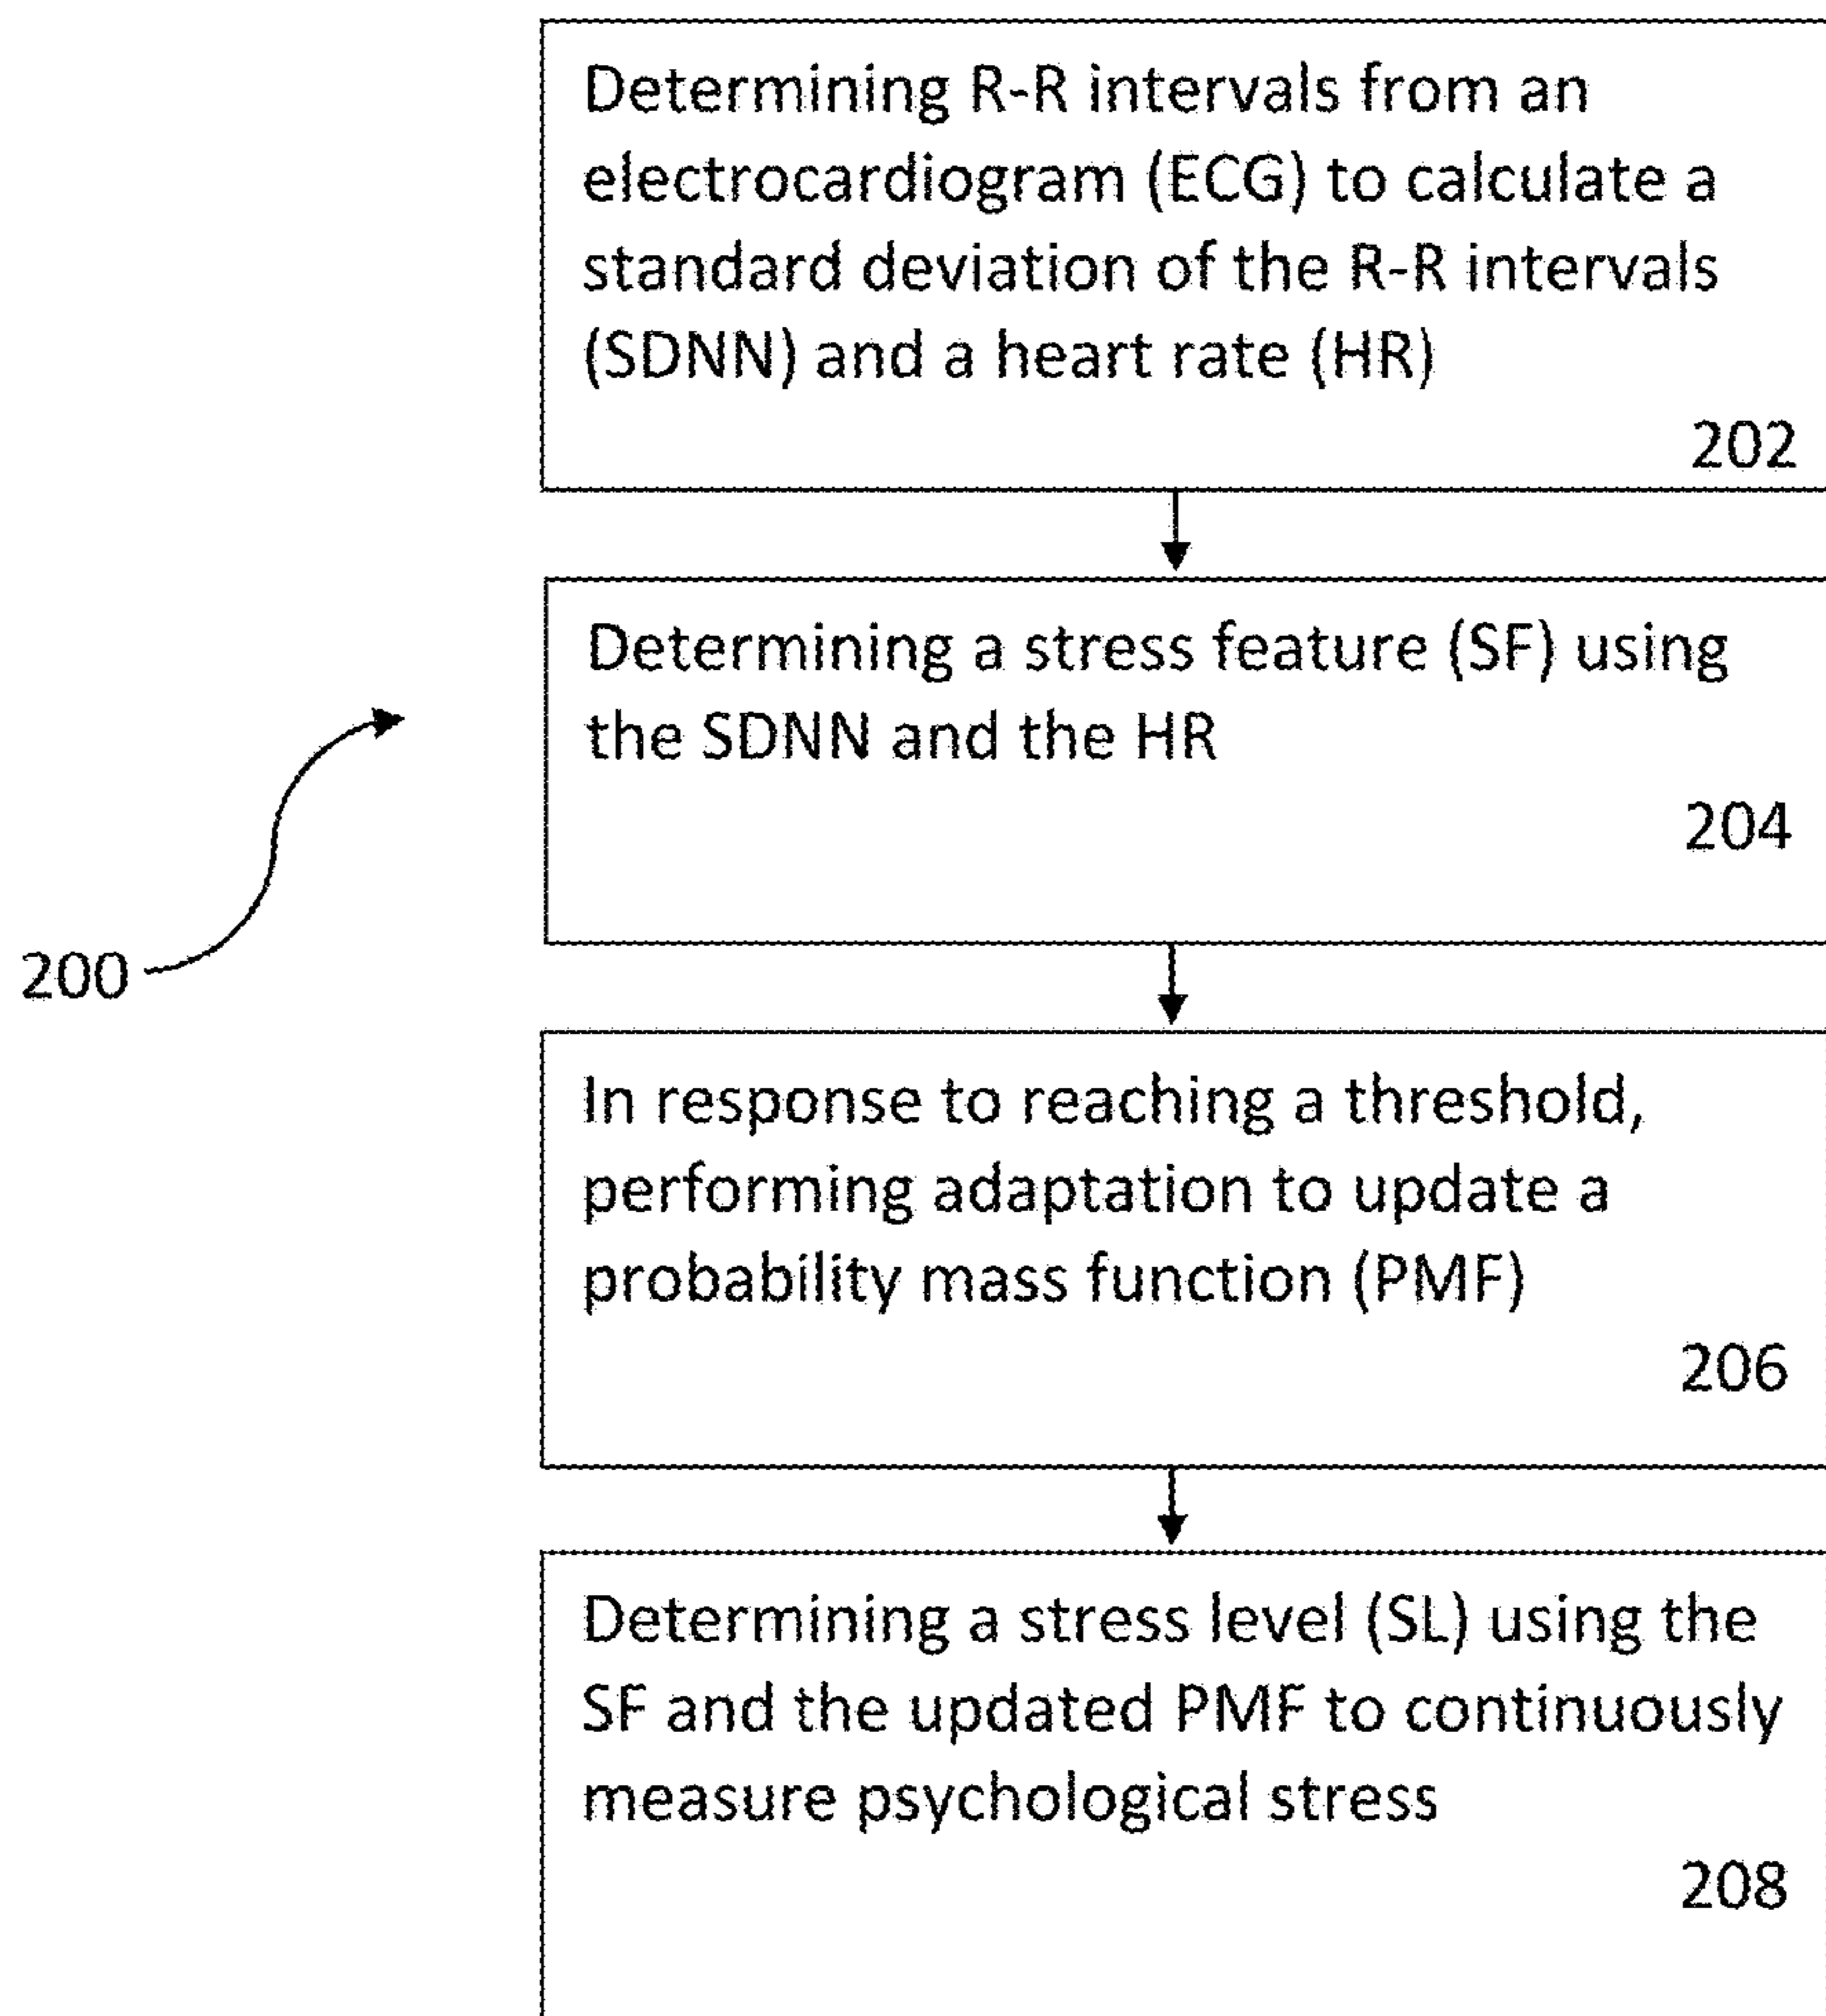 Determining R-R intervals from an
electrocardiogram (ECG) to calculate a
standard deviation of the R-R intervals
(SDNN) and a heart rate (HR)
202
Determining a stress feature (SF) using
the SDNN and the HR
204
200
In response to reaching a threshold,
performing adaptation to update a
probability mass function (PMF)
206
Determining a stress level (SL) using the
SF and the updated PMF to continuously
measure psychological stress
208